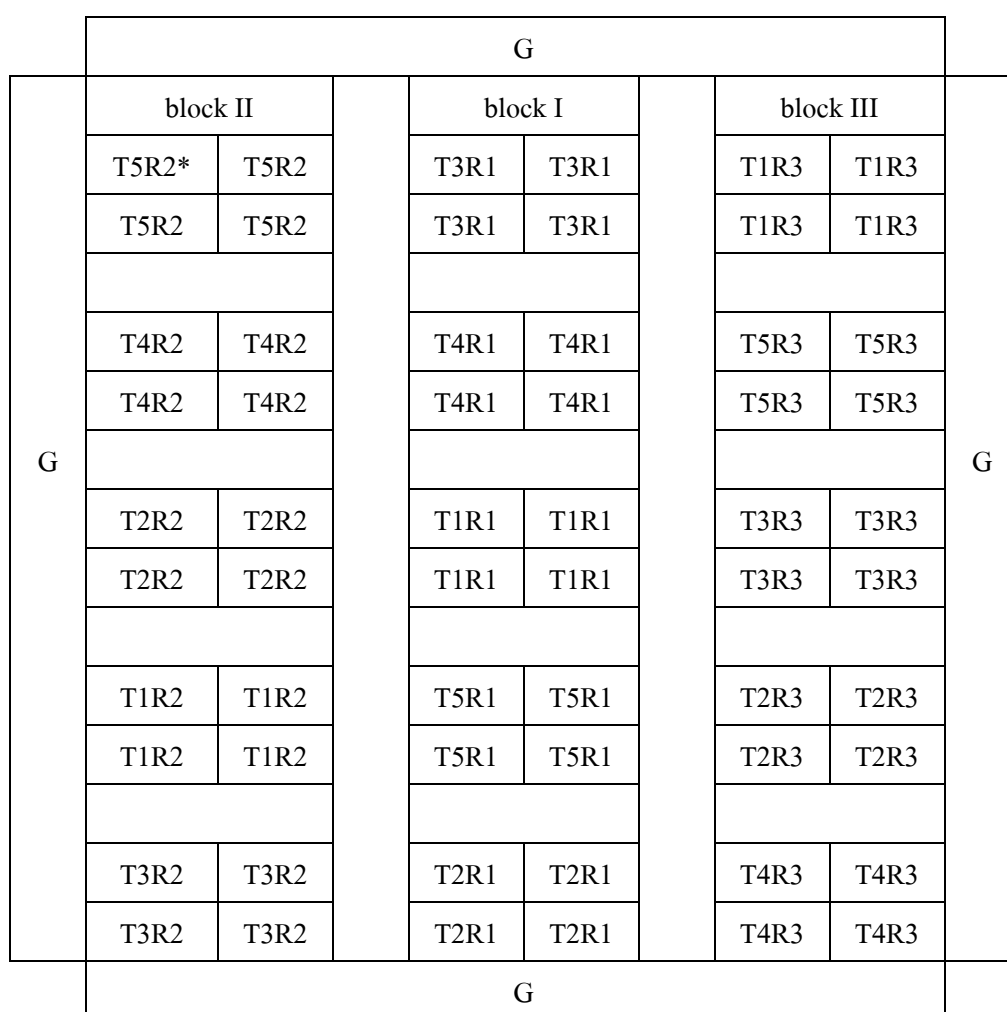 G
block II block I block III
T5R2* T5R2 T3R1 T3R1 T1R3 T1R3
T5R2 T5R2 T3R1 T3R1 T1R3 T1R3
T4R2 T4R2 T4R1 T4R1 T5R3 T5R3
T4R2 T4R2 T4R1 T4R1 T5R3 T5R3
G G
T2R2 T2R2 T1R1 T1R1 T3R3 T3R3
T2R2 T2R2 T1R1 T1R1 T3R3 T3R3
T1R2 T1R2 T5R1 T5R1 T2R3 T2R3
T1R2 T1R2 T5R1 T5R1 T2R3 T2R3
T3R2 T3R2 T2R1 T2R1 T4R3 T4R3
T3R2 T3R2 T2R1 T2R1 T4R3 T4R3
G